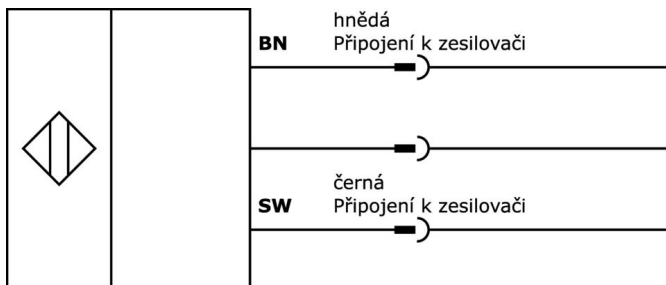 hnědá
BN Připojení k zesilovači
černá
SW Připojení k zesilovači